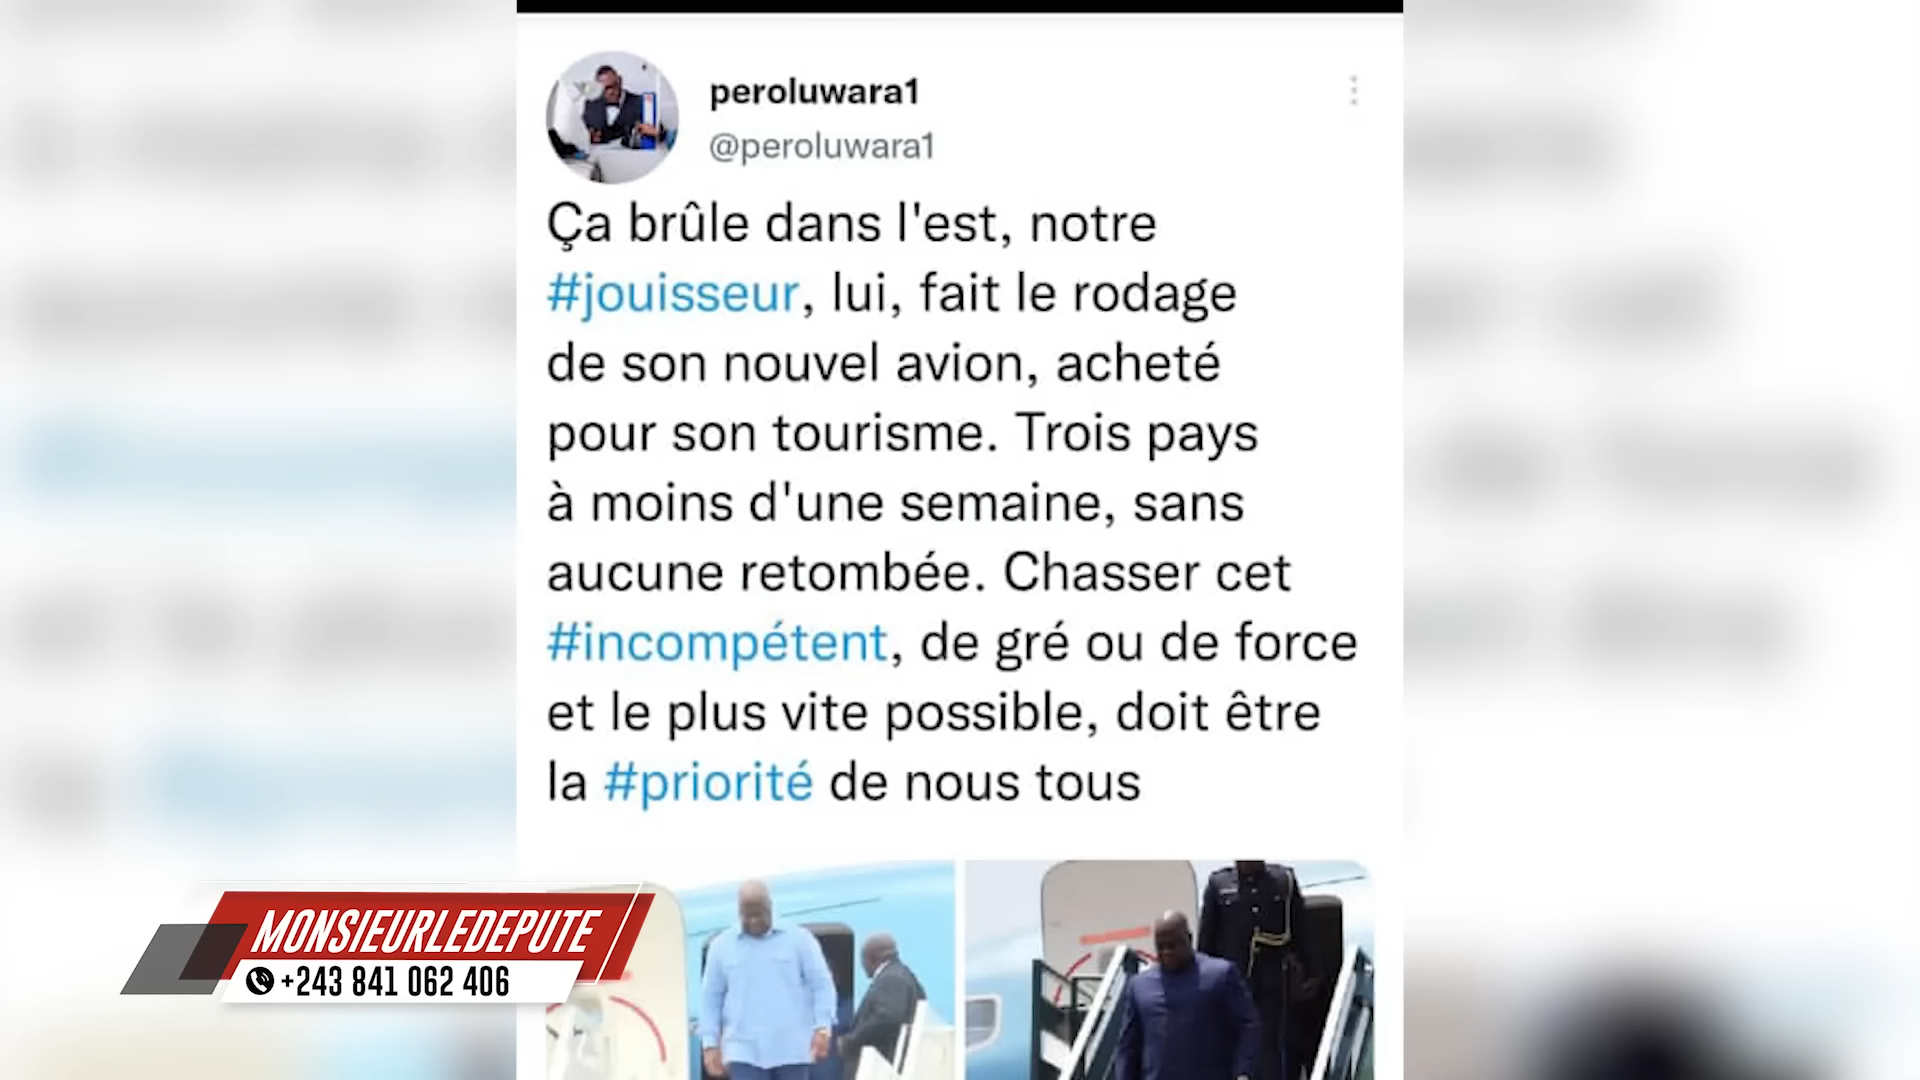 peroluwara1
@peroluwara1
Ça brûle dans l'est, notre
#jouisseur, lui, fait le rodage
de son nouvel avion, acheté
pour son tourisme. Trois pays
à moins d'une semaine, sans
aucune retombée. Chasser cet
#incompétent, de gré ou de force
et le plus vite possible, doit être
la #priorité de nous tous
MONSIEURLEDEPUTE
+243 841 062 406